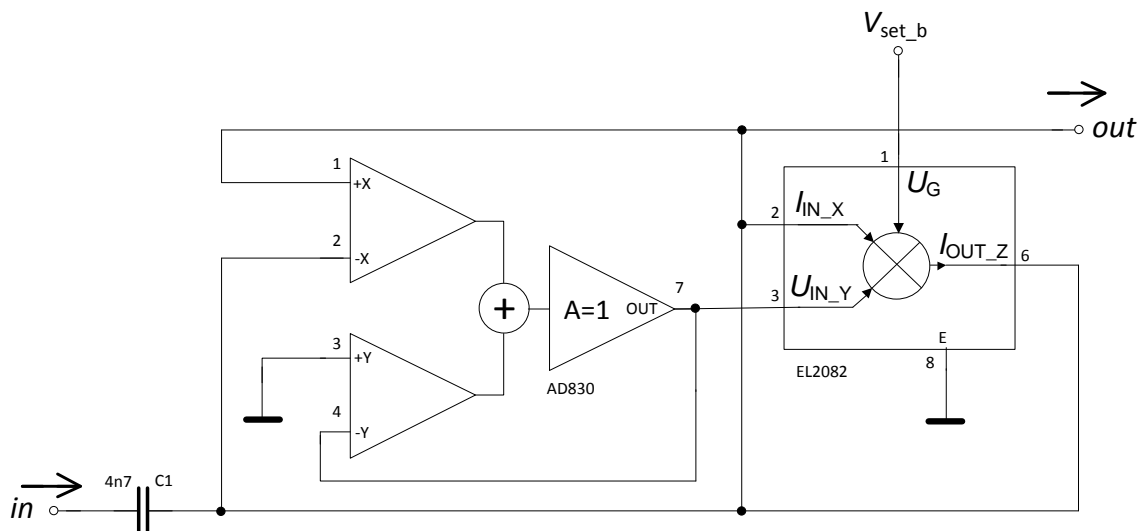 V_set_b
out
1
U_G
1
+X
2
-X
2
I_IN_X
I_OUT_Z
6
7
3
U_IN_Y
+
A=1
OUT
3
+Y
4
-Y
AD830
E
8
EL2082
4n7
C1
in